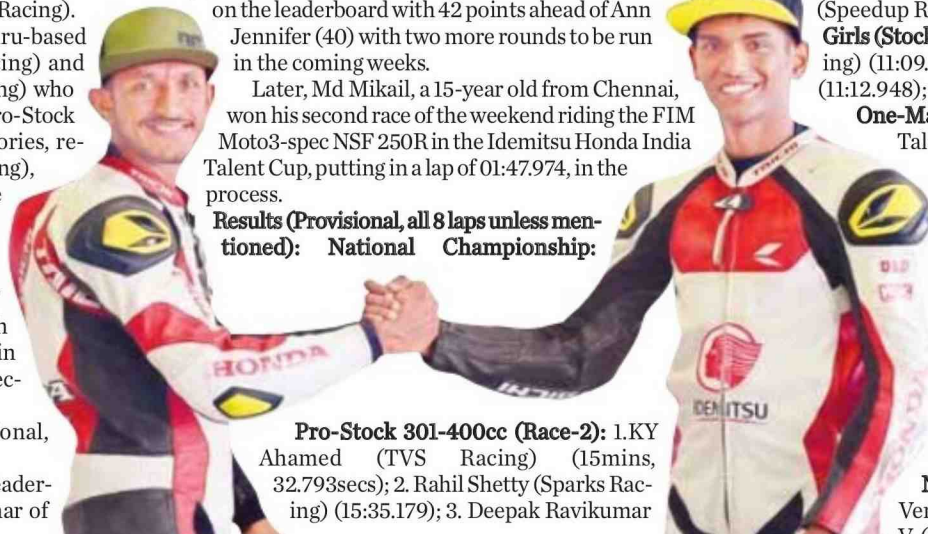 Racing).
ru-based
ing) and
ng) who
ro-Stock
ories, re-
ng),
in
ec-
onal,
eader-
nar of
on the leaderboard with 42 points ahead of Ann
Jennifer (40) with two more rounds to be run
in the coming weeks.
Later, Md Mikail, a 15-year old from Chennai,
won his second race of the weekend riding the FIM
Moto3-spec NSF 250R in the Idemitsu Honda India
Talent Cup, putting in a lap of 01:47.974, in the
process.
Results (Provisional, all 8 laps unless men-
tioned): National Championship:
HONDA
IDEMITSU
TAICHI
Pro-Stock 301-400cc (Race-2): 1.KY
Ahamed (TVS Racing) (15mins,
32.793secs); 2. Rahil Shetty (Sparks Rac-
ing) (15:35.179); 3. Deepak Ravikumar
(Speedup R
Girls (Stock
ing) (11:09.
(11:12.948);
One-Ma
Tal
HONDA
N
Ver
V (